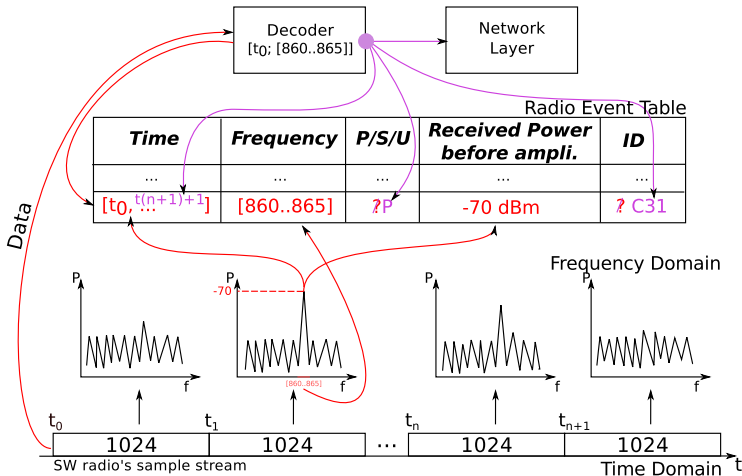 Decoder
[t0; [860..865]]
Network
Layer
Radio Event Table
Time Frequency P/S/U Received Power before ampli. ID
... ... ... ... ...
[t0, ... t(n+1)+1] [860..865] ?P -70 dBm ? C31
Data
Frequency Domain
P P P P
-70
[860..865]
f f f f
t0 t1 tn tn+1
1024 1024 ... 1024 1024
SW radio's sample stream
t
Time Domain